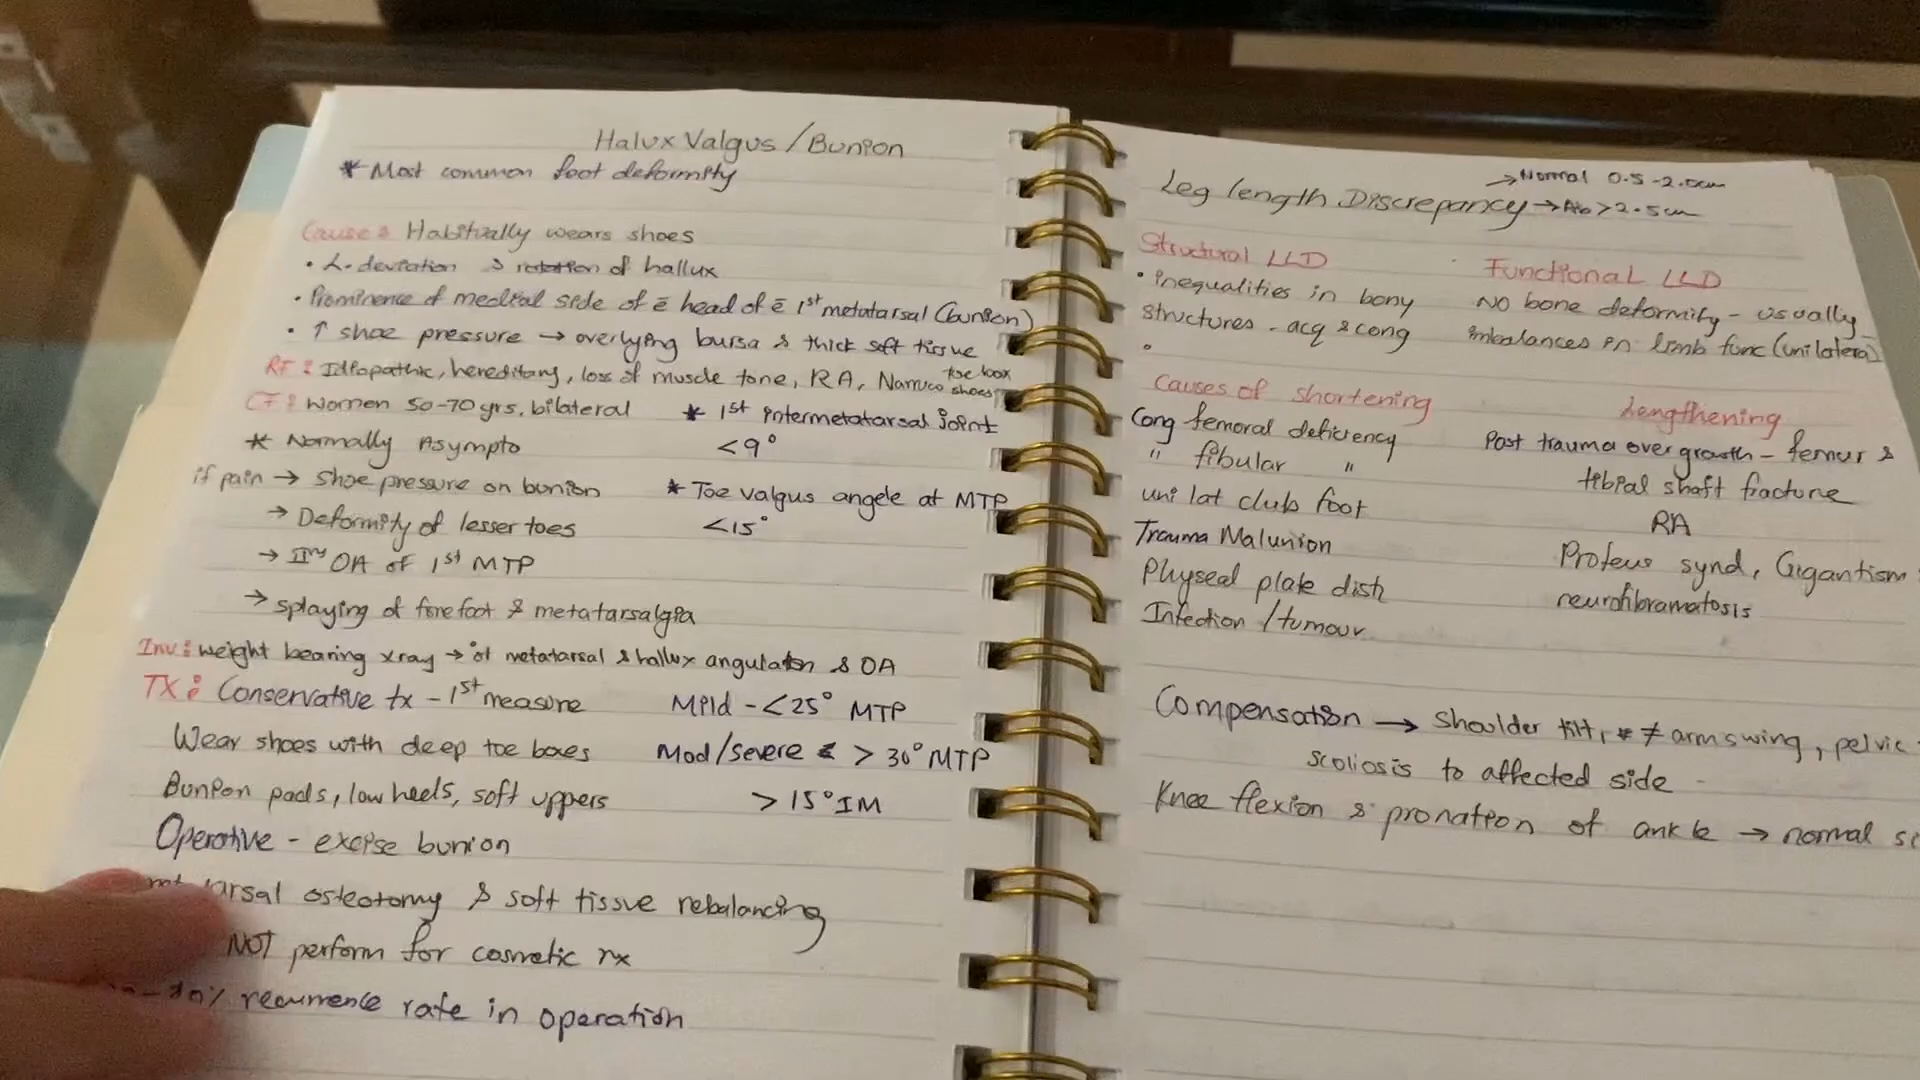 Halux Valgus / Bunion
* Most common foot deformity
Cause: Habitually wears shoes
• L. deviation & rotation of hallux
• Prominence of medial side of ē head of ē 1st metatarsal (bunion)
• ↑ shoe pressure → overlying bursa & thick soft tissue
RF: Idiopathic, hereditary, loss of muscle tone, RA, Narrow toe box shoes
CF: Women 50-70 yrs, bilateral
* 1st intermetatarsal joint
* Normally Asympto
<9°
if pain → Shoe pressure on bunion
* Toe valgus angele at MTP
→ Deformity of lesser toes
<15°
→ IIry OA of 1st MTP
→ splaying of forefoot & metatarsalgia
Inv: weight bearing xray → metatarsal & hallux angulation & OA
TX: Conservative tx - 1st measure
Mild - <25° MTP
Wear shoes with deep toe boxes
Mod/severe > 30° MTP
Bunion pads, low heels, soft uppers
> 15° IM
Operative - excise bunion
osteotomy & soft tissue rebalancing
NOT perform for cosmetic rx
recurrence rate in operation
Leg length Discrepancy
→ Normal 0.5-2.0cm
→ Ab >2.5cm
Structural LLD
• inequalities in bony
structures - acq & cong
Functional LLD
No bone deformity - usually
imbalances in limb func (unilateral)
Causes of shortening
Cong femoral deficiency
" fibular "
uni lat club foot
Trauma Malunion
Physeal plate dist
Infection / tumour
Lengthening
Post trauma overgrowth - femur &
tibial shaft fracture
RA
Proteus synd, Gigantism
neurofibramatosis
Compensation → shoulder tilt, ≠ armswing, pelvic
scoliosis to affected side
Knee flexion & pronation of ankle → normal